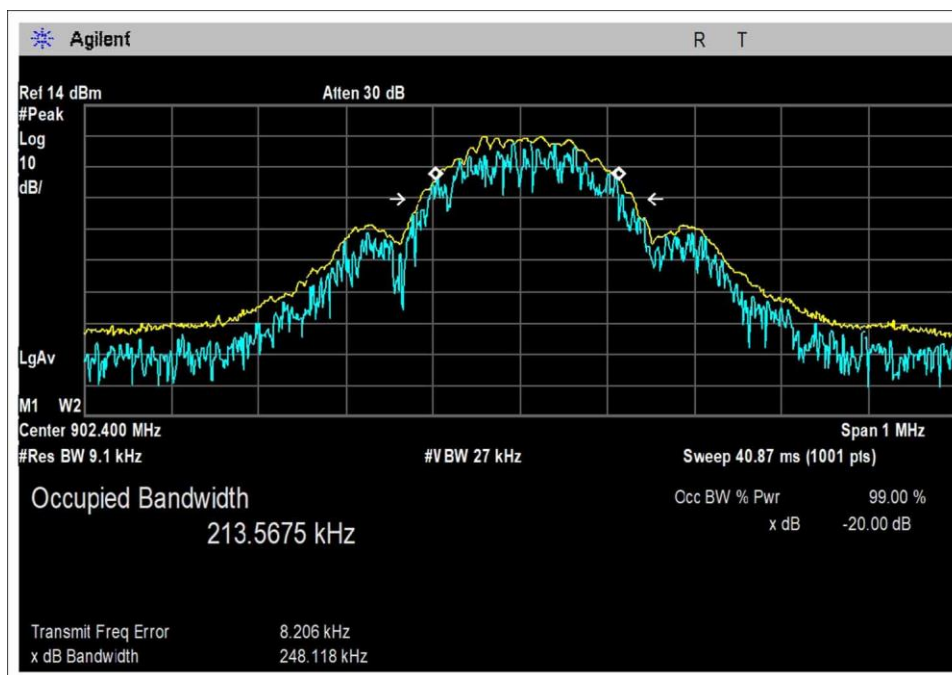 Agilent R T
Ref 14 dBm Atten 30 dB
#Peak
Log
10
dB/
LgAv
M1 W2
Center 902.400 MHz Span 1 MHz
#Res BW 9.1 kHz #VBW 27 kHz Sweep 40.87 ms (1001 pts)
Occupied Bandwidth Occ BW % Pwr 99.00 %
213.5675 kHz x dB -20.00 dB
Transmit Freq Error 8.206 kHz
x dB Bandwidth 248.118 kHz